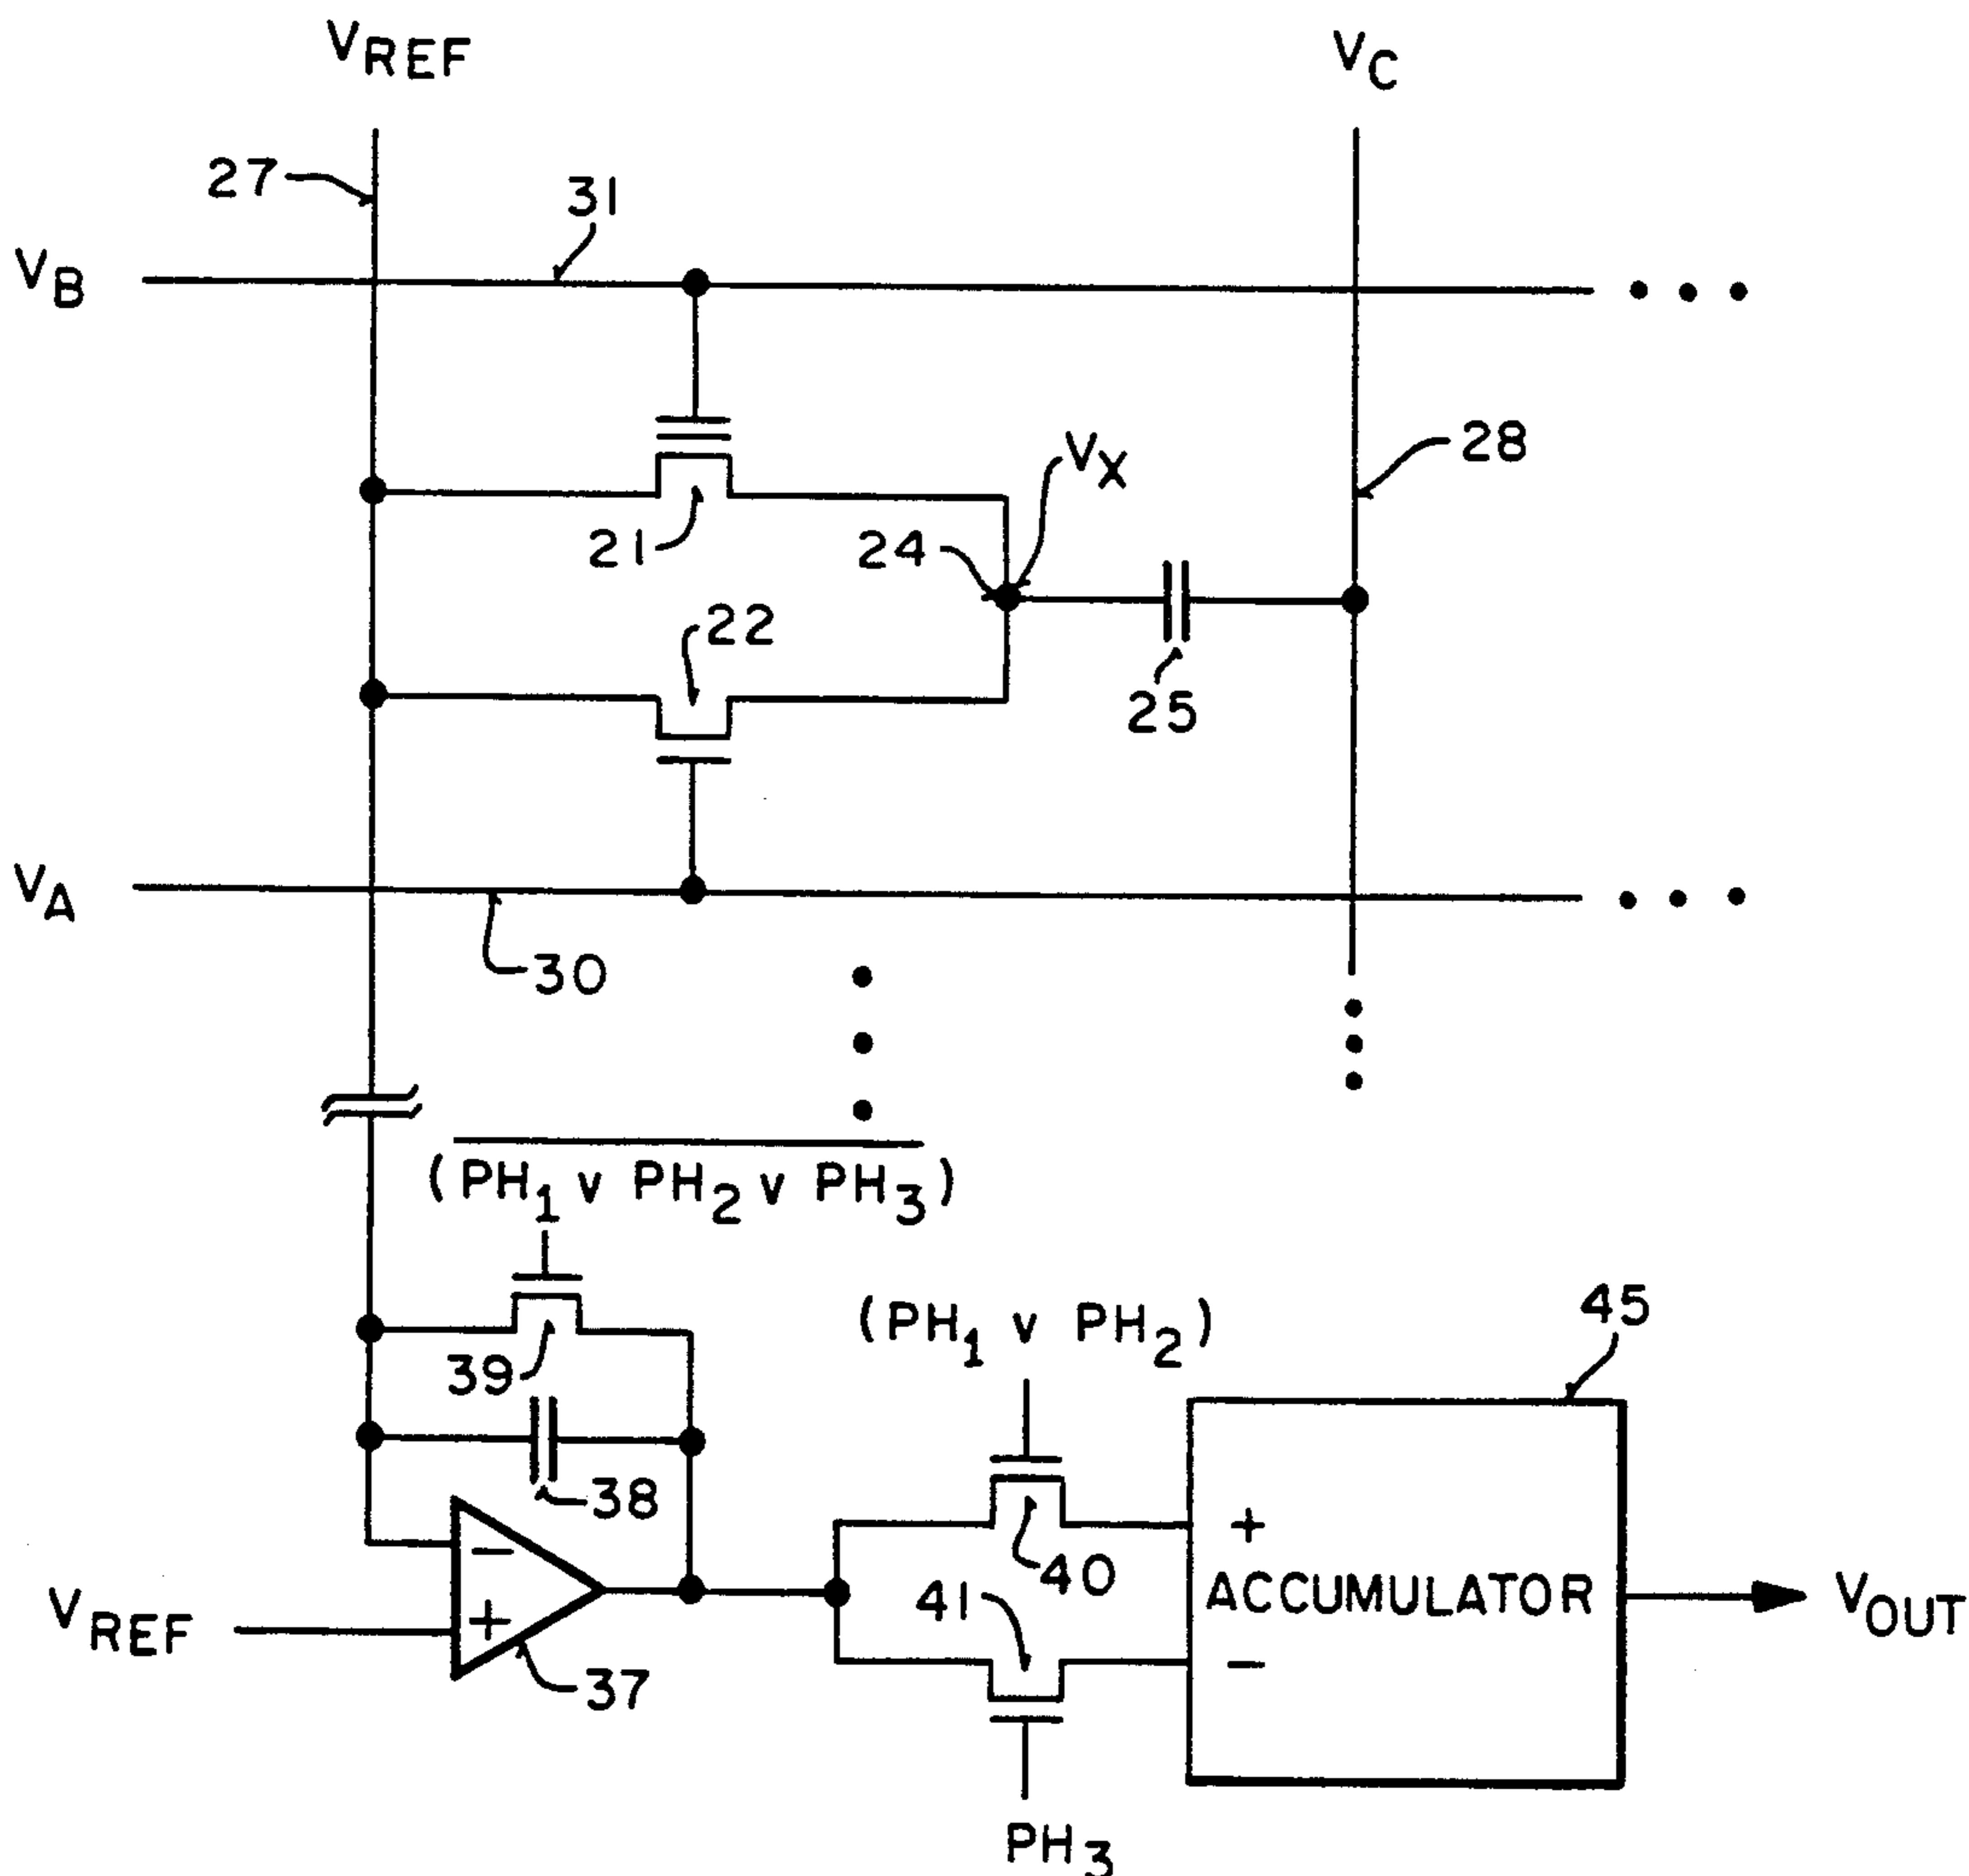 VREF
VC
27
31
VB
28
VX
21
24
22
25
VA
30
(PH1 v PH2 v PH3)
(PH1 v PH2)
45
39
38
40
+
ACCUMULATOR
−
VOUT
41
−
+
VREF
37
PH3